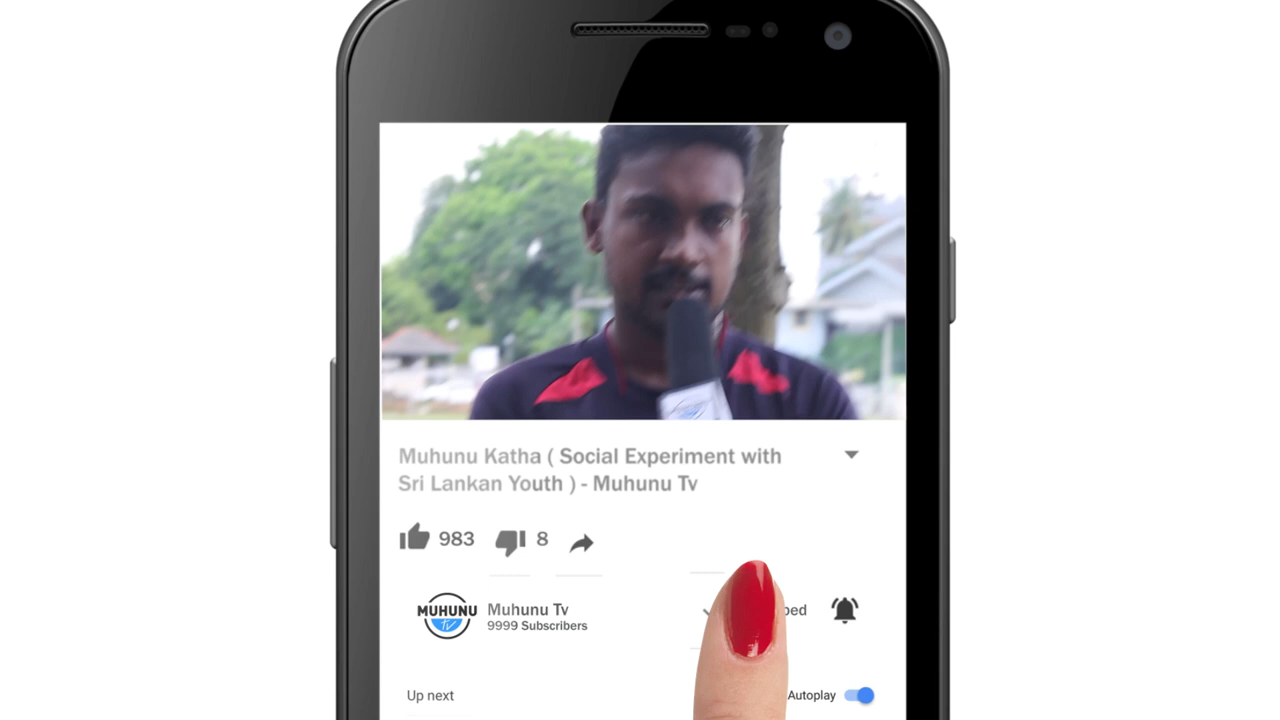 Muhunu Katha ( Social Experiment with
Sri Lankan Youth ) - Muhunu Tv
983 8
MUHUNU
tv
Muhunu Tv
9999 Subscribers
Up next
Autoplay